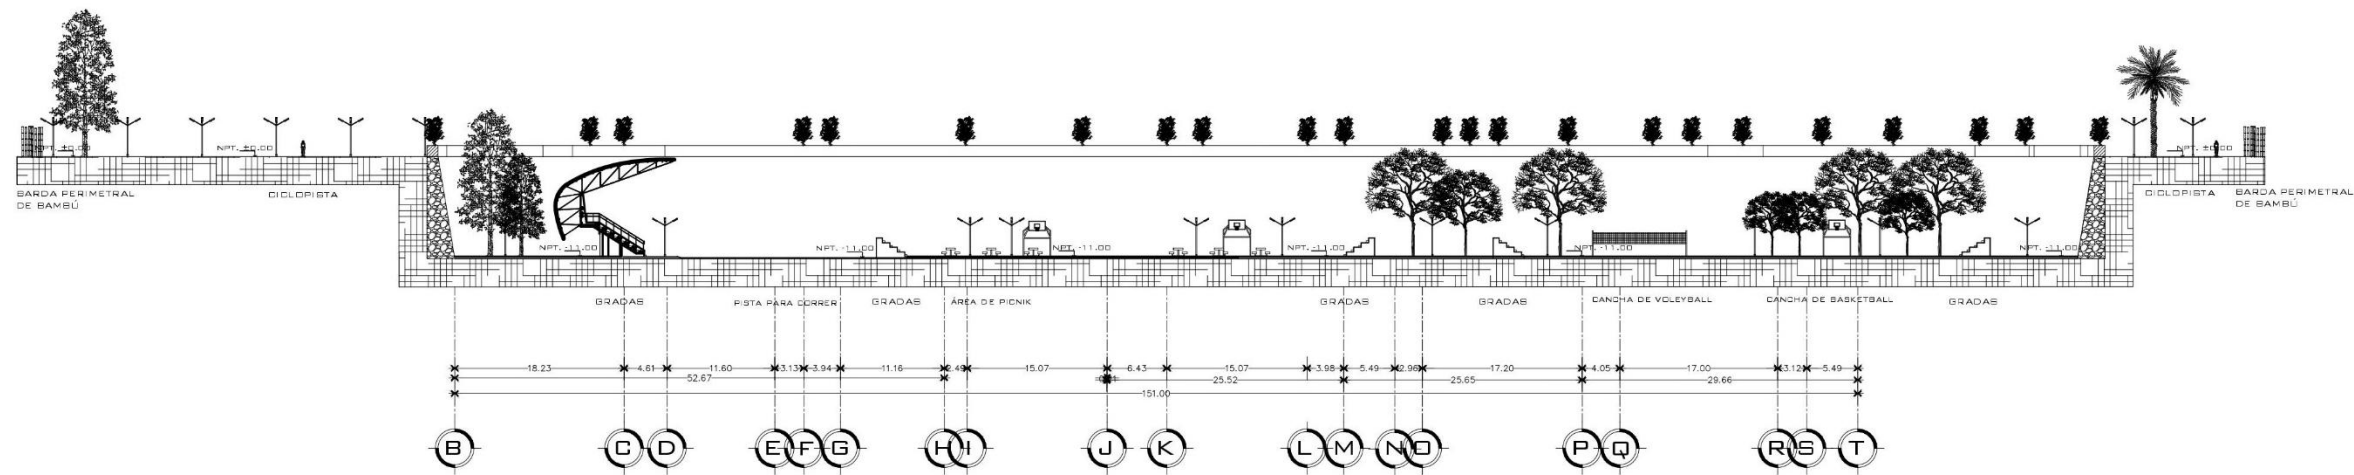 NPT. ±0.00
NPT. ±0.00
NPT. ±0.00
BARDA PERIMETRAL
DE BAMBÚ
CICLOPISTA
CICLOPISTA
BARDA PERIMETRAL
DE BAMBÚ
NPT. -11.00
NPT. -11.00
NPT. -11.00
NPT. -11.00
NPT. -11.00
NPT. -11.00
GRADAS
PISTA PARA CORRER
GRADAS
ÁREA DE PICNIK
GRADAS
GRADAS
CANCHA DE VOLEYBALL
CANCHA DE BASKETBALL
GRADAS
18.23 4.61 11.60 3.13 3.94 11.16 2.49 15.07 6.43 15.07 3.98 5.49 2.96 17.20 4.05 17.00 3.12 5.49
52.67 25.52 25.65 29.66
151.00
B C D E F G H I J K L M N O P Q R S T